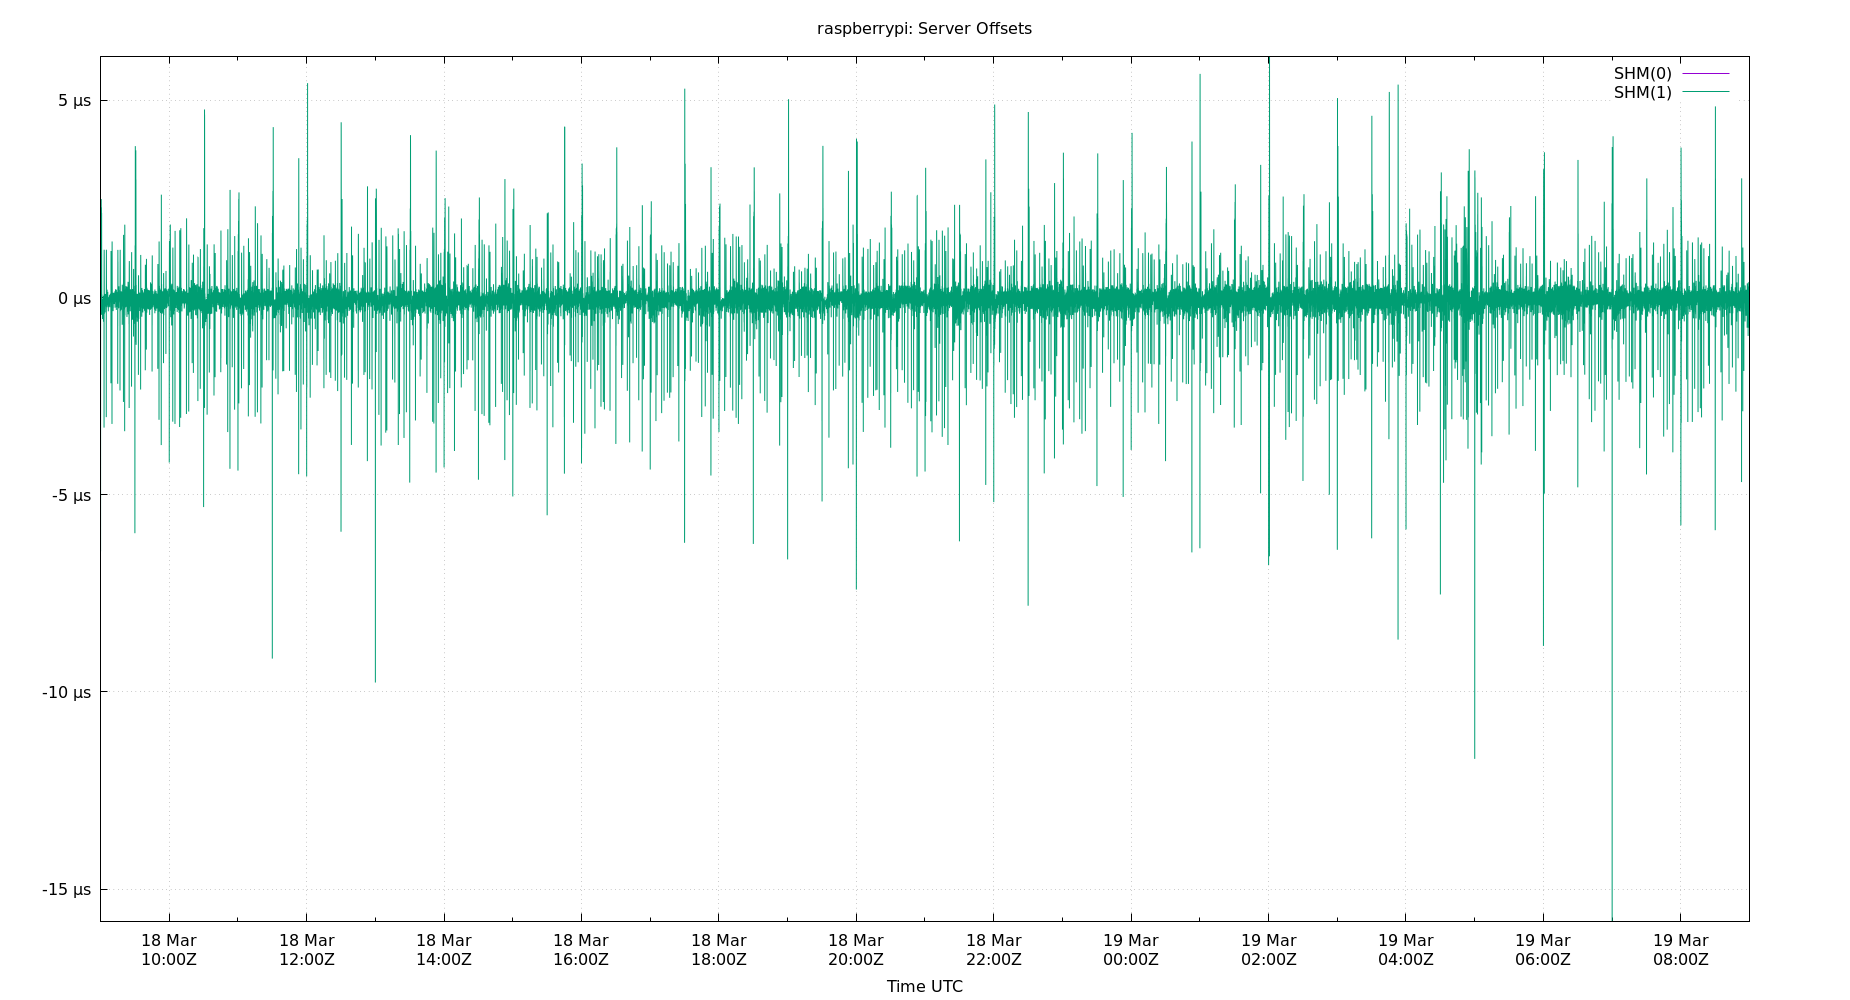 raspberrypi: Server Offsets
SHM(0)
SHM(1)
5 µs
0 µs
-5 µs
-10 µs
-15 µs
18 Mar 18 Mar 18 Mar 18 Mar 18 Mar 18 Mar 18 Mar 19 Mar 19 Mar 19 Mar 19 Mar 19 Mar
10:00Z 12:00Z 14:00Z 16:00Z 18:00Z 20:00Z 22:00Z 00:00Z 02:00Z 04:00Z 06:00Z 08:00Z
Time UTC